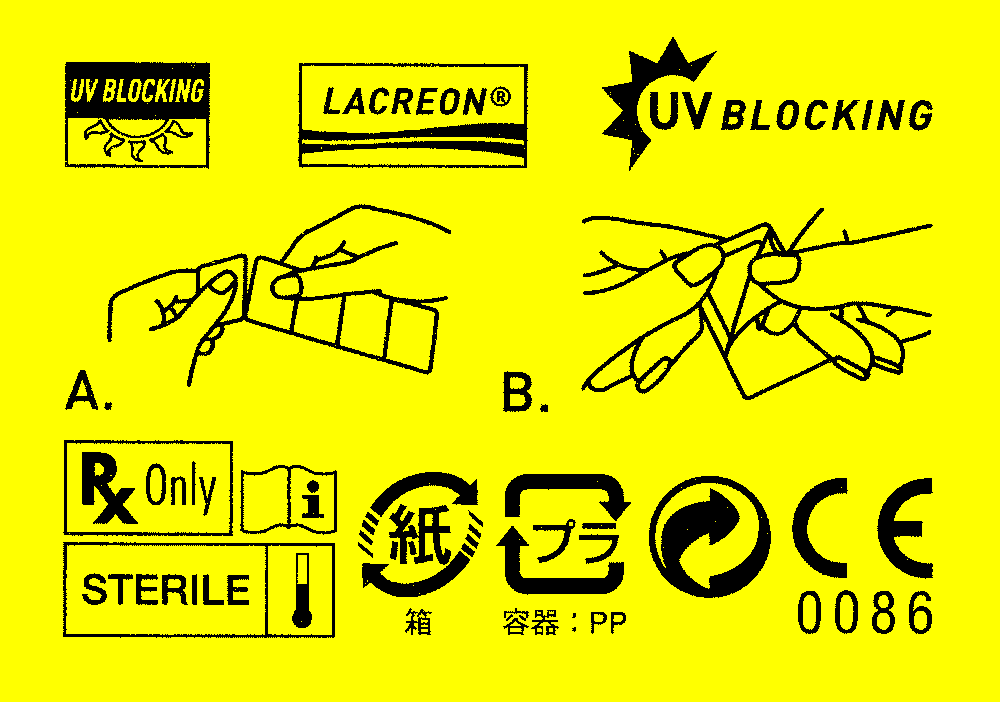 UV BLOCKING
LACREON®
UV BLOCKING
A.
B.
Rx Only
i
紙
プラ
CE
STERILE
箱
容器：PP
0086